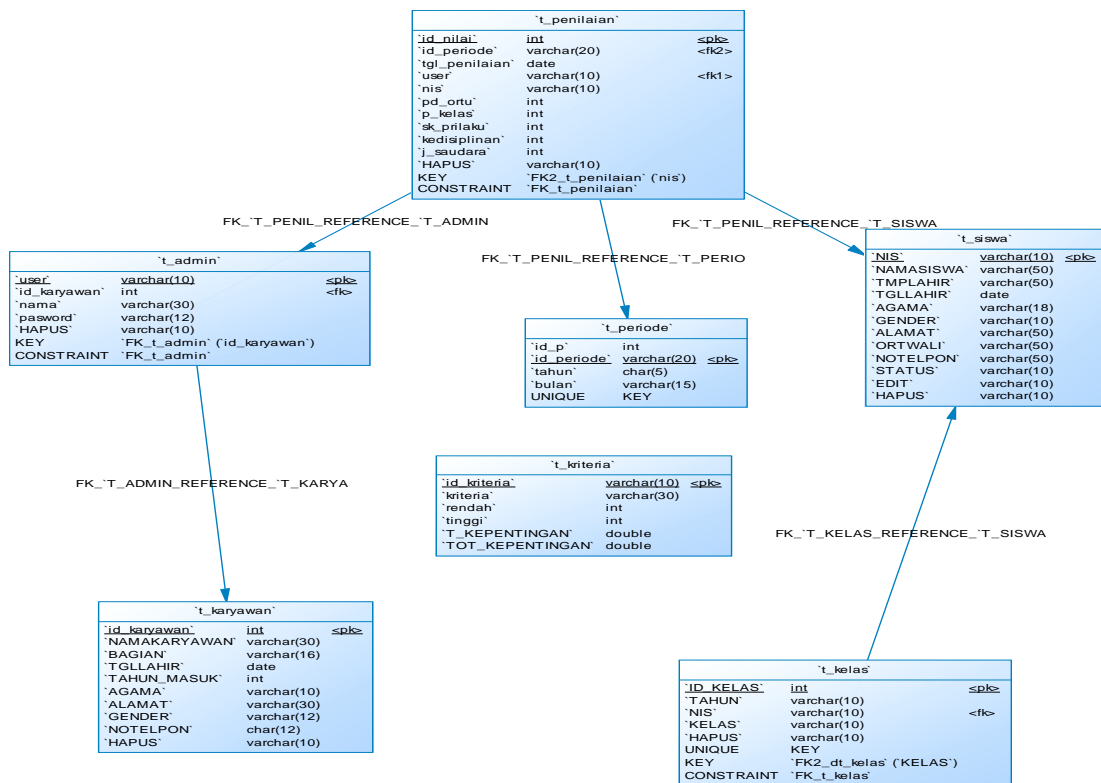 `t_penilaian`
`id_nilai` int <pk>
`id_periode` varchar(20) <fk2>
`tgl_penilaian` date
`user` varchar(10) <fk1>
`nis` varchar(10)
`pd_ortu` int
`p_kelas` int
`sk_prilaku` int
`kedisiplinan` int
`j_saudara` int
`HAPUS` varchar(10)
KEY `FK2_t_penilaian` (`nis`)
CONSTRAINT `FK_t_penilaian`
FK_`T_PENIL_REFERENCE_`T_ADMIN
FK_`T_PENIL_REFERENCE_`T_SISWA
FK_`T_PENIL_REFERENCE_`T_PERIO
`t_admin`
`user` varchar(10) <pk>
`id_karyawan` int <fk>
`nama` varchar(30)
`pasword` varchar(12)
`HAPUS` varchar(10)
KEY `FK_t_admin` (`id_karyawan`)
CONSTRAINT `FK_t_admin`
`t_siswa`
`NIS` varchar(10) <pk>
`NAMASISWA` varchar(50)
`TMPLAHIR` varchar(50)
`TGLLAHIR` date
`AGAMA` varchar(18)
`GENDER` varchar(10)
`ALAMAT` varchar(50)
`ORTWALI` varchar(50)
`NOTELPON` varchar(50)
`STATUS` varchar(10)
`EDIT` varchar(10)
`HAPUS` varchar(10)
`t_periode`
`id_p` int
`id_periode` varchar(20) <pk>
`tahun` char(5)
`bulan` varchar(15)
UNIQUE KEY
`t_kriteria`
`id_kriteria` varchar(10) <pk>
`kriteria` varchar(30)
`rendah` int
`tinggi` int
`T_KEPENTINGAN` double
`TOT_KEPENTINGAN` double
FK_`T_ADMIN_REFERENCE_`T_KARYA
FK_`T_KELAS_REFERENCE_`T_SISWA
`t_karyawan`
`id_karyawan` int <pk>
`NAMAKARYAWAN` varchar(30)
`BAGIAN` varchar(16)
`TGLLAHIR` date
`TAHUN_MASUK` int
`AGAMA` varchar(10)
`ALAMAT` varchar(30)
`GENDER` varchar(12)
`NOTELPON` char(12)
`HAPUS` varchar(10)
`t_kelas`
`ID_KELAS` int <pk>
`TAHUN` varchar(10)
`NIS` varchar(10) <fk>
`KELAS` varchar(10)
`HAPUS` varchar(10)
UNIQUE KEY
KEY `FK2_dt_kelas` (`KELAS`)
CONSTRAINT `FK_t_kelas`